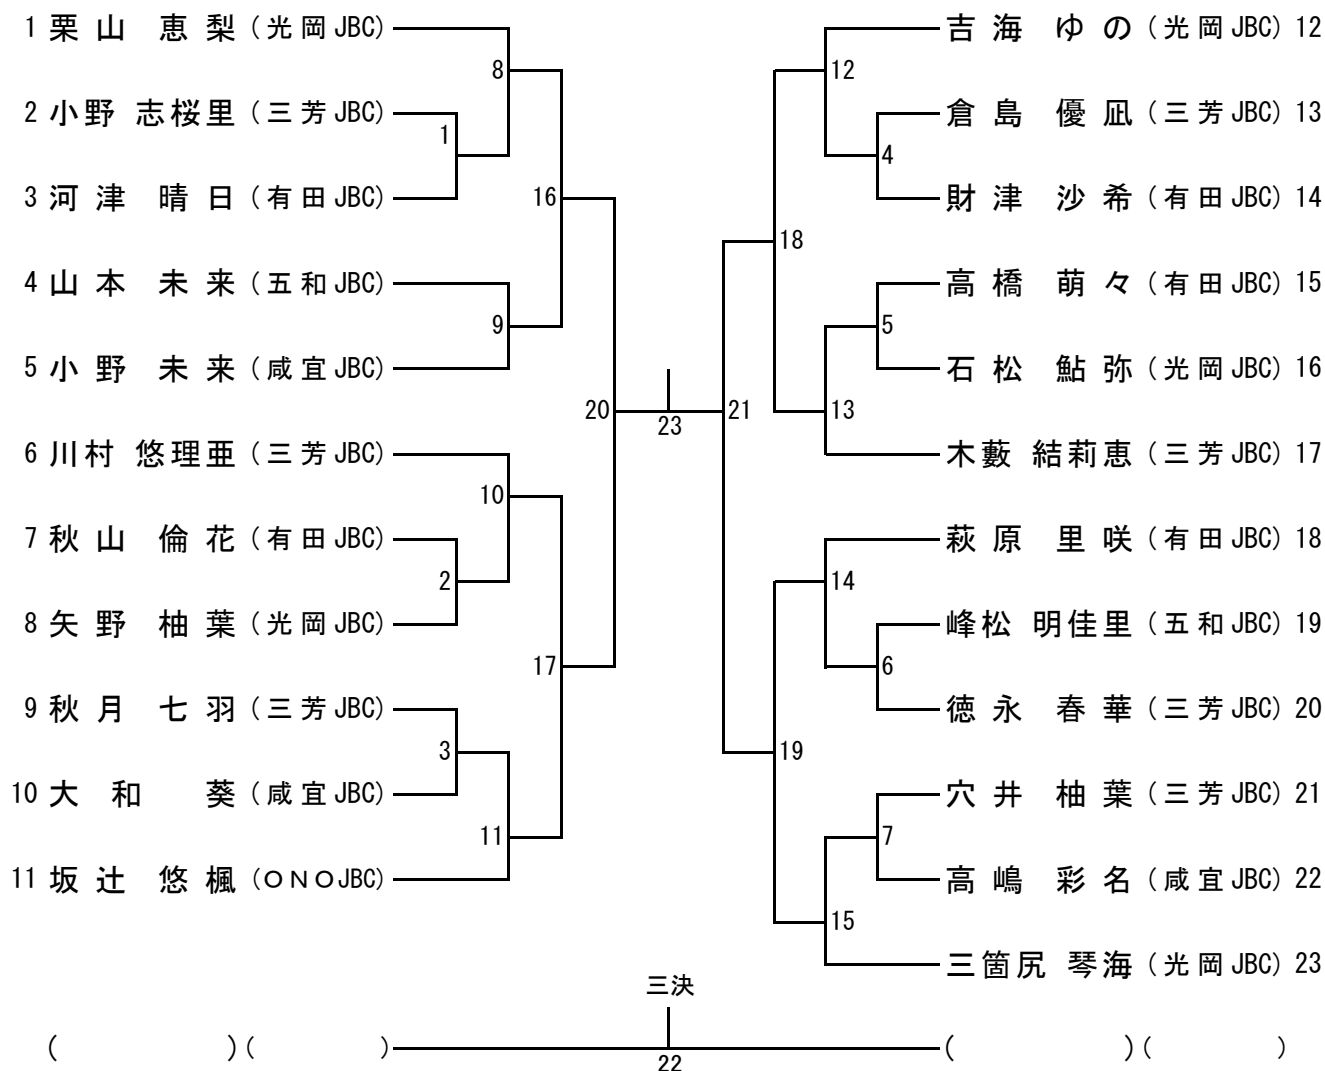 1 栗山 恵梨 (光岡JBC)
2 小野 志桜里 (三芳JBC)
3 河津 晴日 (有田JBC)
4 山本 未来 (五和JBC)
5 小野 未来 (咸宜JBC)
6 川村 悠理亜 (三芳JBC)
7 秋山 倫花 (有田JBC)
8 矢野 柚葉 (光岡JBC)
9 秋月 七羽 (三芳JBC)
10 大和 葵 (咸宜JBC)
11 坂辻 悠楓 (ONOJBC)
1
2
3
8
9
10
11
16
17
20
23
21
18
19
12
13
14
15
4
5
6
7
吉海 ゆの (光岡JBC) 12
倉島 優凪 (三芳JBC) 13
財津 沙希 (有田JBC) 14
高橋 萌々 (有田JBC) 15
石松 鮎弥 (光岡JBC) 16
木藪 結莉恵 (三芳JBC) 17
萩原 里咲 (有田JBC) 18
峰松 明佳里 (五和JBC) 19
徳永 春華 (三芳JBC) 20
穴井 柚葉 (三芳JBC) 21
高嶋 彩名 (咸宜JBC) 22
三箇尻 琴海 (光岡JBC) 23
三決
( ) ( ) 22 ( ) ( )